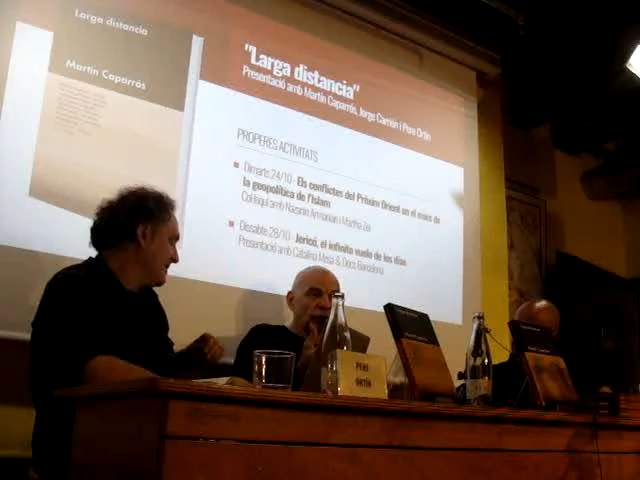 Larga distancia
Martín Caparrós
"Larga distancia"
Presentació amb Martín Caparrós, Jorge Carrión i Pere Ortín
PROPERES ACTIVITATS
Dimarts 24/10 · Els conflictes del Pròxim Orient en el marc de
la geopolítica de l'Islam
Col·loqui amb Nazanín Armanian i Martha Zein
Dissabte 28/10 · Jericó, el infinito vuelo de los días
Presentació amb Catalina Mesa & Docs Barcelona
PERE
ORTÍN